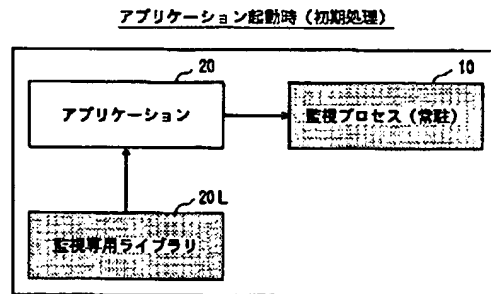 アプリケーション起動時(初期処理)
20
10
アプリケーション
監視プロセス(常駐)
20L
監視専用ライブラリ